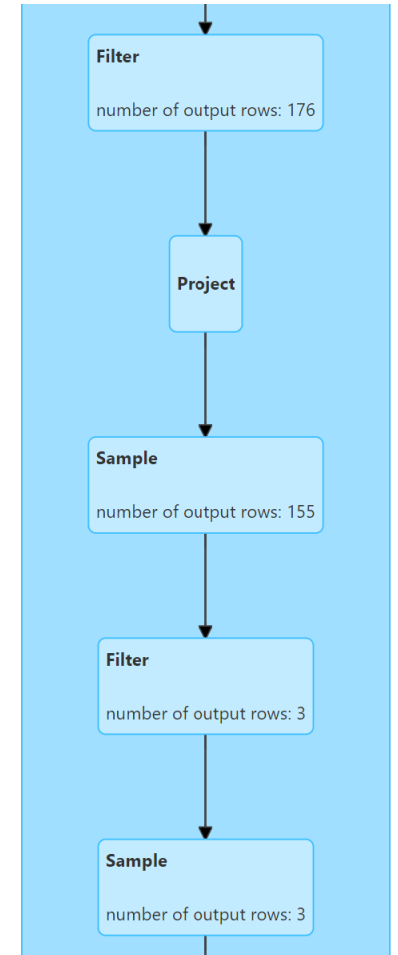 Filter
number of output rows: 176
Project
Sample
number of output rows: 155
Filter
number of output rows: 3
Sample
number of output rows: 3